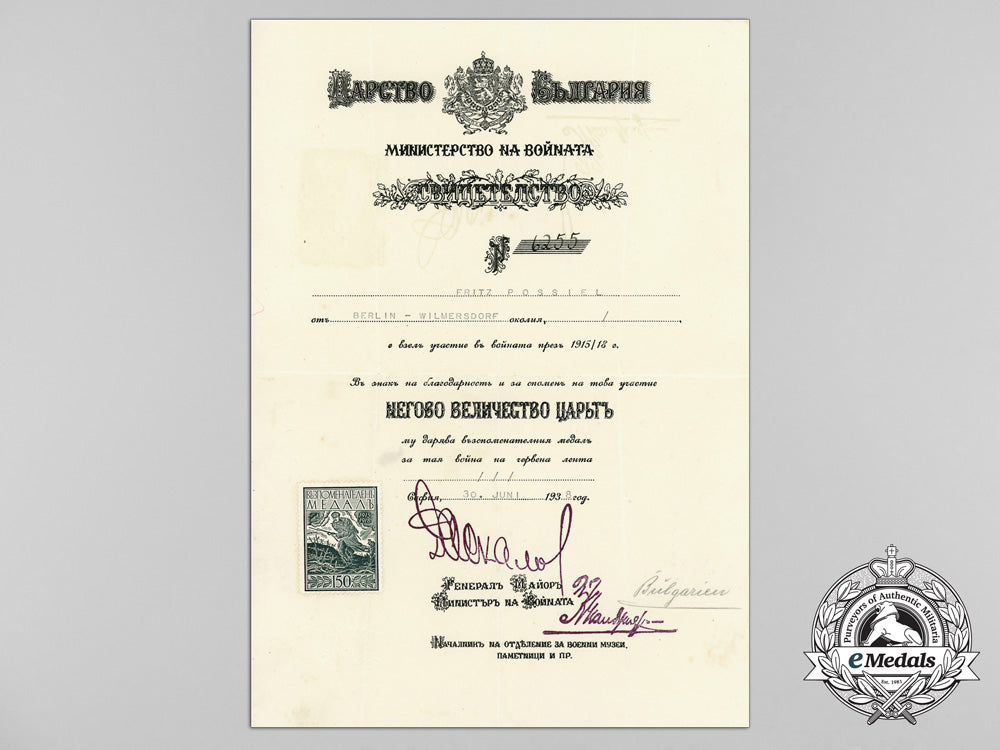 Царство България
МИНИСТЕРСТВО НА ВОЙНАТА
СВИДЕТЕЛСТВО
№ 6255
FRITZ POSSIEL
отъ BERLIN - WILMERSDORF околия, / ,
е взелъ участие въ войната презъ 1915/18 г.
Въ знакъ на благодарность и за споменъ на това участие
НЕГОВО ВЕЛИЧЕСТВО ЦАРЬТЪ
му дарява възпоменателния медалъ
за тая война на червена лента
/ / /
София, 30. JUNI 1938 год.
ВЪЗПОМЕНАТЕЛЕНЪ
МЕДАЛЪ
150
Генералъ Майоръ
Министъръ на Войната
Bulgarien
Началникъ на отдѣление за военни музеи,
паметници и пр.
Purveyors of Authentic Militaria
eMedals
Est. 1985